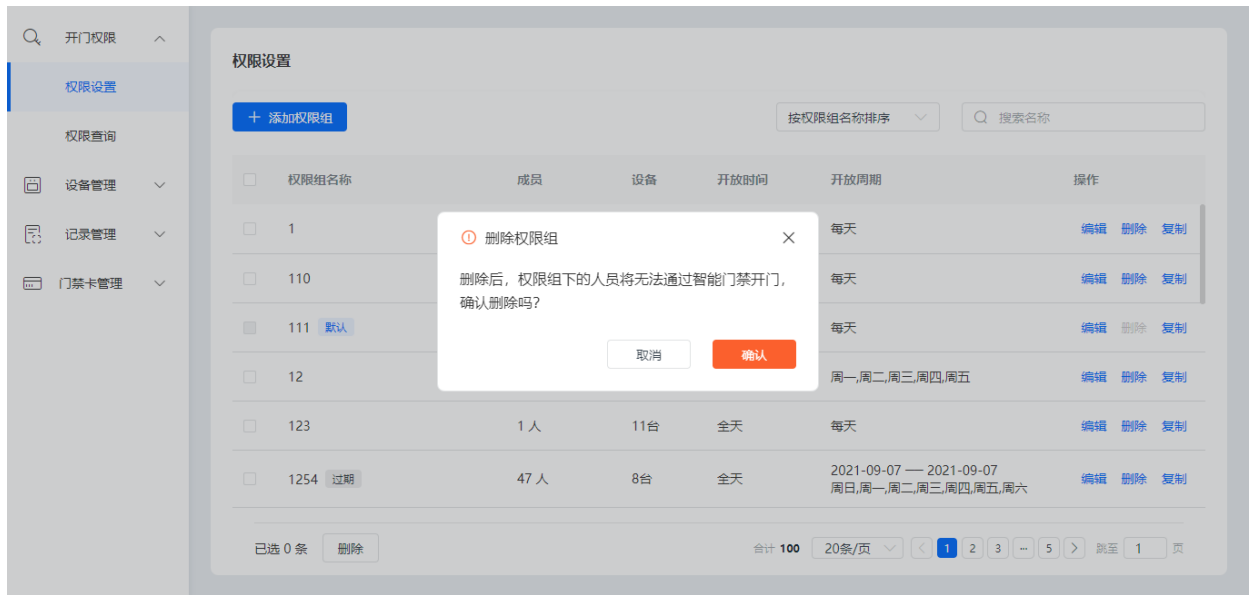 开门权限
权限设置
权限查询
设备管理
记录管理
门禁卡管理
权限设置
添加权限组
按权限组名称排序
搜索名称
权限组名称 成员 设备 开放时间 开放周期 操作
1 每天 编辑 删除 复制
110 每天 编辑 删除 复制
111 默认 每天 编辑 删除 复制
12 周一,周二,周三,周四,周五 编辑 删除 复制
123 1 人 11台 全天 每天 编辑 删除 复制
1254 过期 47 人 8台 全天 2021-09-07 — 2021-09-07 编辑 删除 复制
周日,周一,周二,周三,周四,周五,周六
删除权限组
删除后，权限组下的人员将无法通过智能门禁开门，
确认删除吗？
取消 确认
已选 0 条 删除 合计 100 20条/页 1 2 3 ··· 5 跳至 1 页